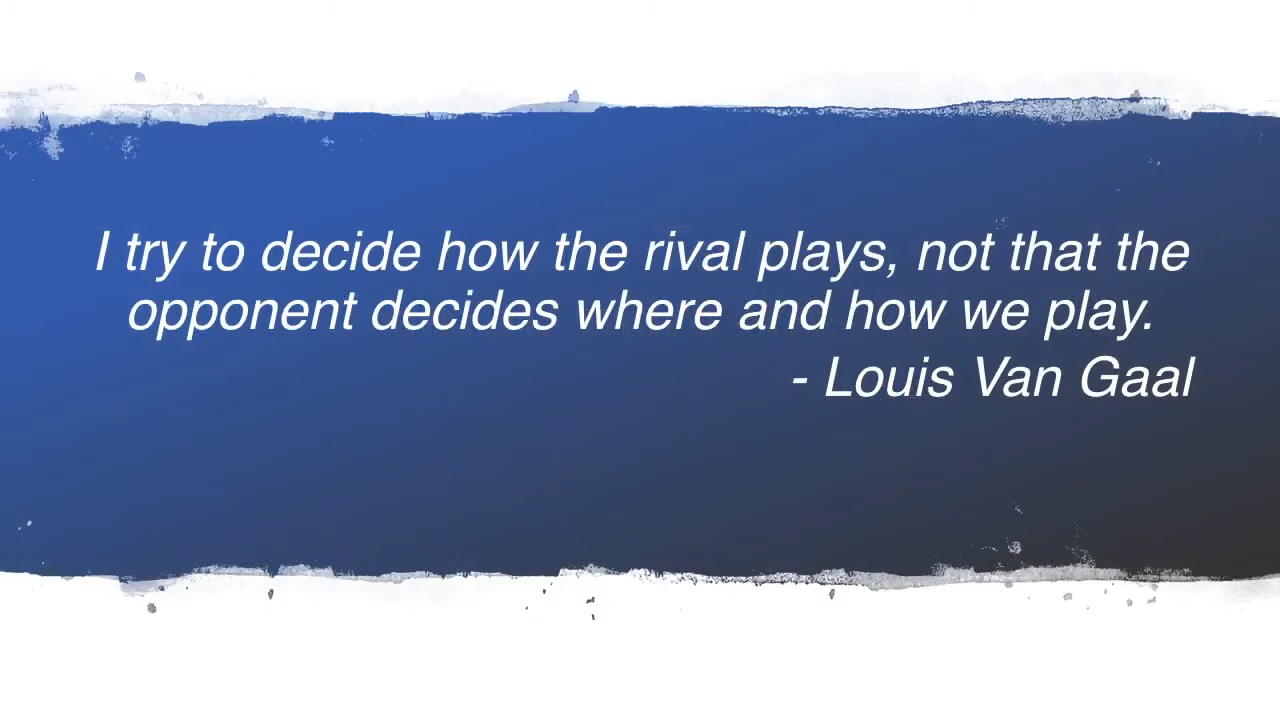 I try to decide how the rival plays, not that the
opponent decides where and how we play.
- Louis Van Gaal